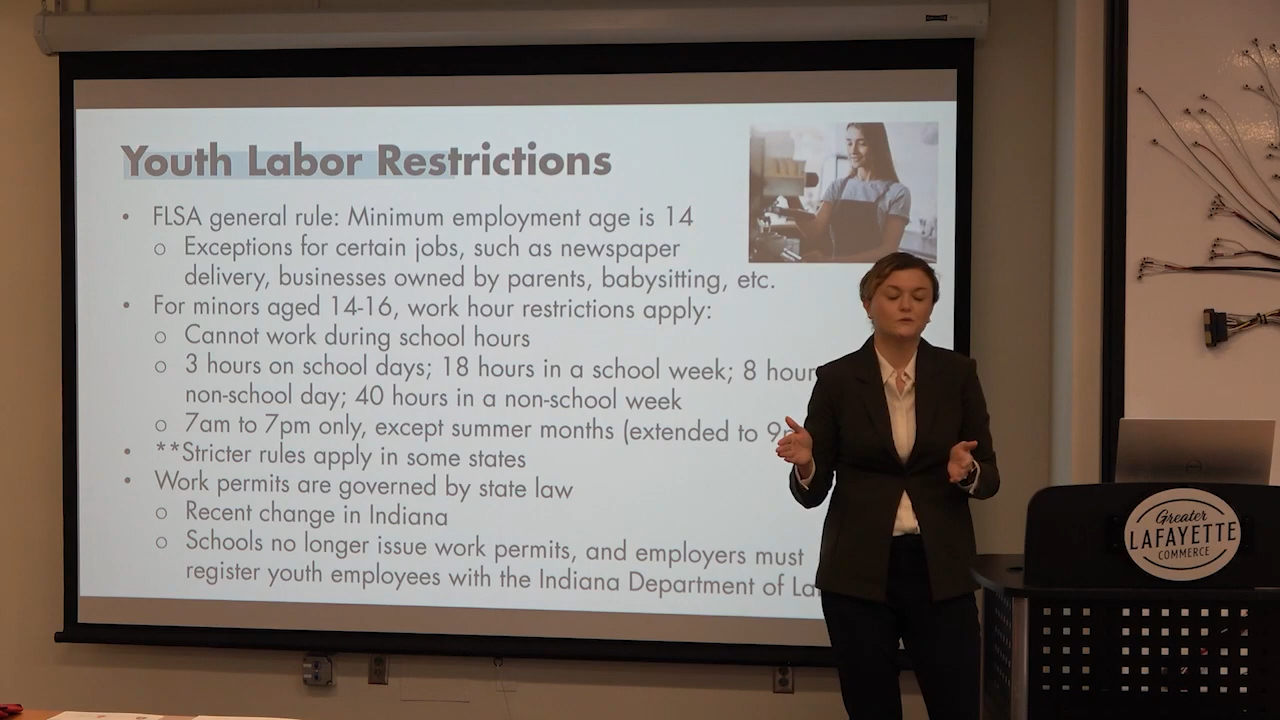 Youth Labor Restrictions
• FLSA general rule: Minimum employment age is 14
o Exceptions for certain jobs, such as newspaper
delivery, businesses owned by parents, babysitting, etc.
• For minors aged 14-16, work hour restrictions apply:
o Cannot work during school hours
o 3 hours on school days; 18 hours in a school week; 8 hour
non-school day; 40 hours in a non-school week
o 7am to 7pm only, except summer months (extended to 9p
• **Stricter rules apply in some states
• Work permits are governed by state law
o Recent change in Indiana
o Schools no longer issue work permits, and employers must
register youth employees with the Indiana Department of La
Greater
LAFAYETTE
COMMERCE